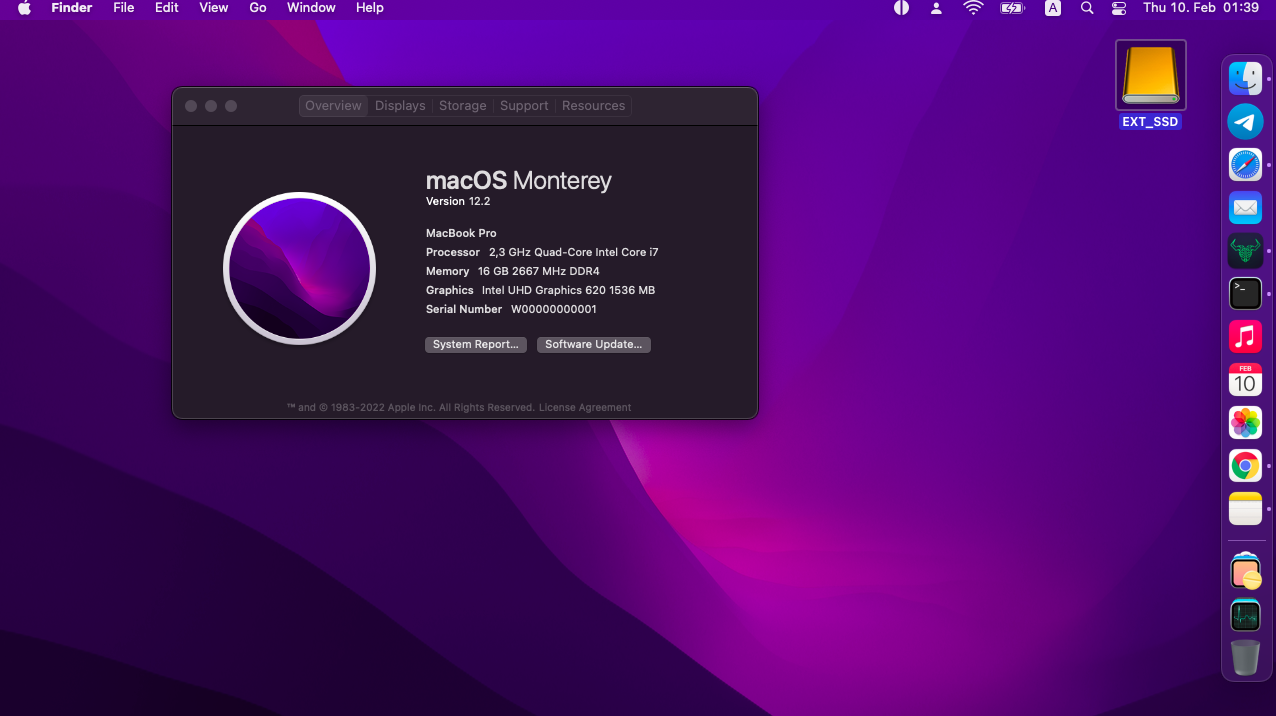 Finder File Edit View Go Window Help A Thu 10. Feb 01:39
EXT_SSD
Overview Displays Storage Support Resources
macOS Monterey
Version 12.2
MacBook Pro
Processor 2,3 GHz Quad-Core Intel Core i7
Memory 16 GB 2667 MHz DDR4
Graphics Intel UHD Graphics 620 1536 MB
Serial Number W00000000001
System Report... Software Update...
™ and © 1983-2022 Apple Inc. All Rights Reserved. License Agreement
>_
FEB
10